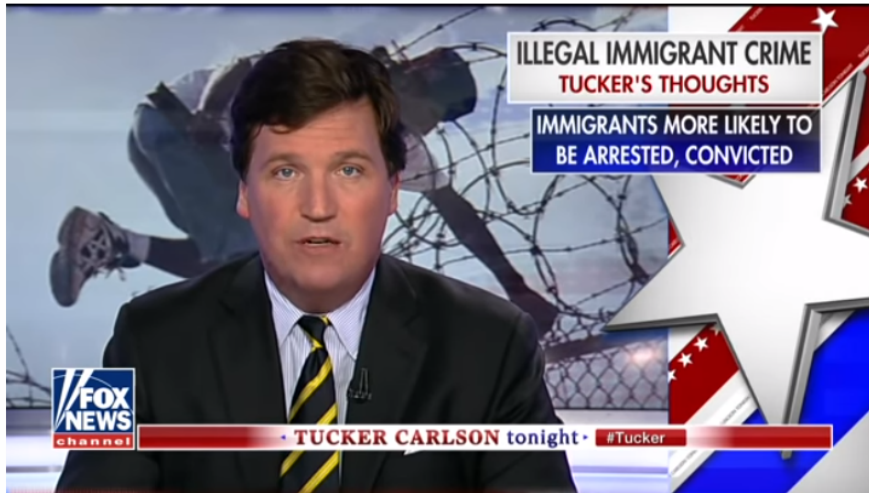 ILLEGAL IMMIGRANT CRIME
TUCKER'S THOUGHTS
IMMIGRANTS MORE LIKELY TO
BE ARRESTED, CONVICTED
FOX
NEWS
channel
TUCKER CARLSON tonight
#Tucker